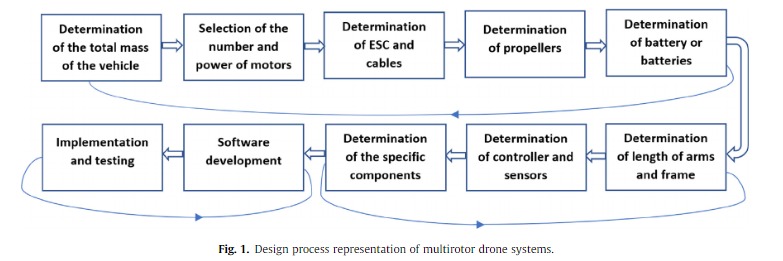 Determination
of the total mass
of the vehicle
Selection of the
number and
power of motors
Determination
of ESC and
cables
Determination
of propellers
Determination
of battery or
batteries
Implementation
and testing
Software
development
Determination
of the specific
components
Determination
of controller and
sensors
Determination
of length of arms
and frame
Fig. 1. Design process representation of multirotor drone systems.